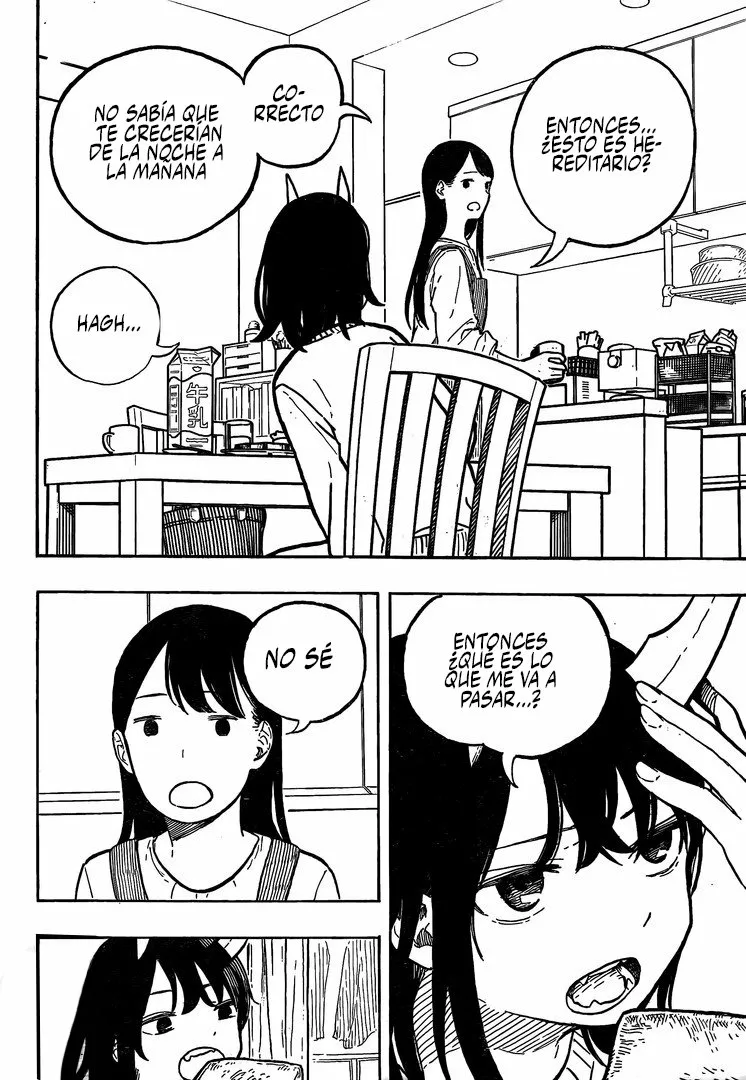 ENTONCES...
¿ESTO ES HE-
REDITARIO?
CO-
RRECTO
NO SABÍA QUE
TE CRECERÍAN
DE LA NOCHE A
LA MAÑANA
HAGH...
牛乳
ENTONCES
¿QUÉ ES LO
QUE ME VA A
PASAR...?
NO SÉ